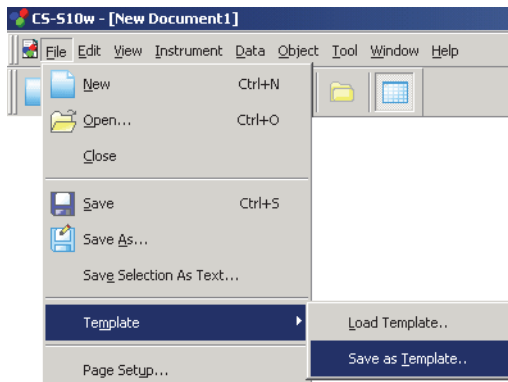 CS-S10w - [New Document1]
File Edit View Instrument Data Object Tool Window Help
New Ctrl+N
Open... Ctrl+O
Close
Save Ctrl+S
Save As...
Save Selection As Text...
Template
Load Template..
Save as Template..
Page Setup...